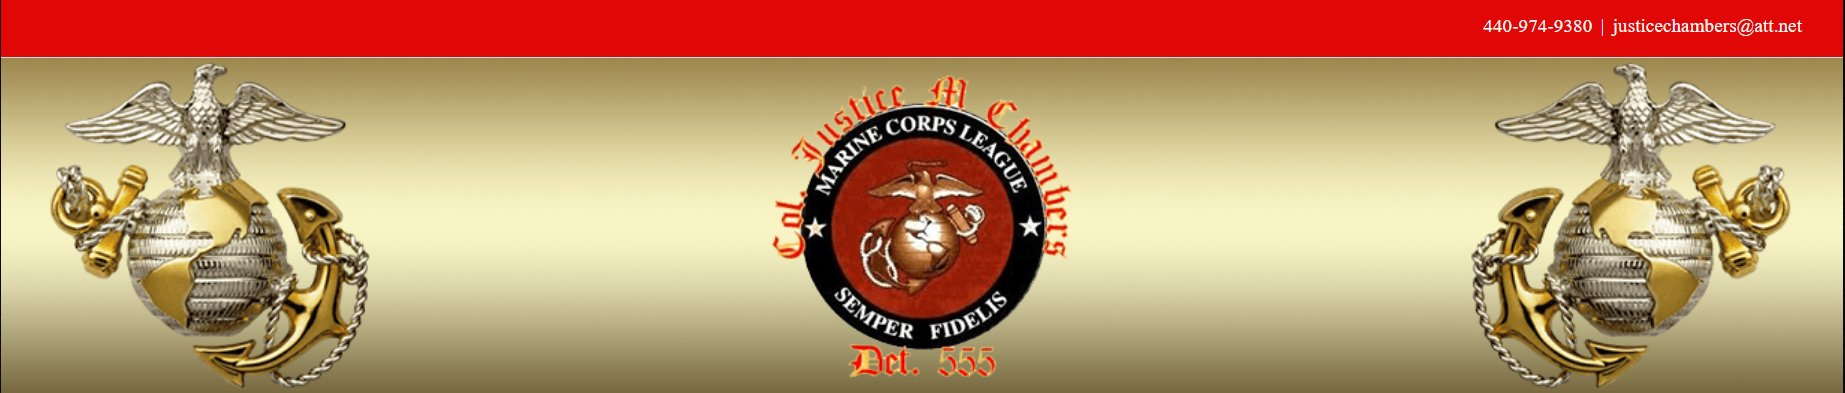 440-974-9380 | justicechambers@att.net
Col. Justice M Chambers
MARINE CORPS LEAGUE
SEMPER FIDELIS
Det. 555